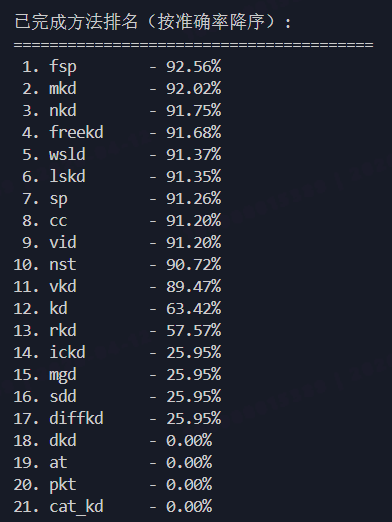 已完成方法排名（按准确率降序）:
========================================
1. fsp - 92.56%
2. mkd - 92.02%
3. nkd - 91.75%
4. freekd - 91.68%
5. wsld - 91.37%
6. lskd - 91.35%
7. sp - 91.26%
8. cc - 91.20%
9. vid - 91.20%
10. nst - 90.72%
11. vkd - 89.47%
12. kd - 63.42%
13. rkd - 57.57%
14. ickd - 25.95%
15. mgd - 25.95%
16. sdd - 25.95%
17. diffkd - 25.95%
18. dkd - 0.00%
19. at - 0.00%
20. pkt - 0.00%
21. cat_kd - 0.00%